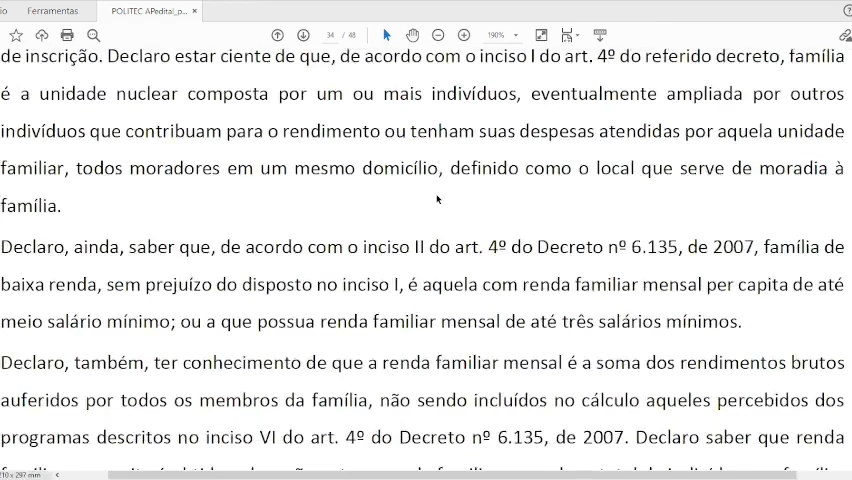 Ferramentas
POLITEC APedital_p... ×
34 / 48
190%
de inscrição. Declaro estar ciente de que, de acordo com o inciso I do art. 4º do referido decreto, família
é a unidade nuclear composta por um ou mais indivíduos, eventualmente ampliada por outros
indivíduos que contribuam para o rendimento ou tenham suas despesas atendidas por aquela unidade
familiar, todos moradores em um mesmo domicílio, definido como o local que serve de moradia à
família.
Declaro, ainda, saber que, de acordo com o inciso II do art. 4º do Decreto nº 6.135, de 2007, família de
baixa renda, sem prejuízo do disposto no inciso I, é aquela com renda familiar mensal per capita de até
meio salário mínimo; ou a que possua renda familiar mensal de até três salários mínimos.
Declaro, também, ter conhecimento de que a renda familiar mensal é a soma dos rendimentos brutos
auferidos por todos os membros da família, não sendo incluídos no cálculo aqueles percebidos dos
programas descritos no inciso VI do art. 4º do Decreto nº 6.135, de 2007. Declaro saber que renda
210 x 297 mm